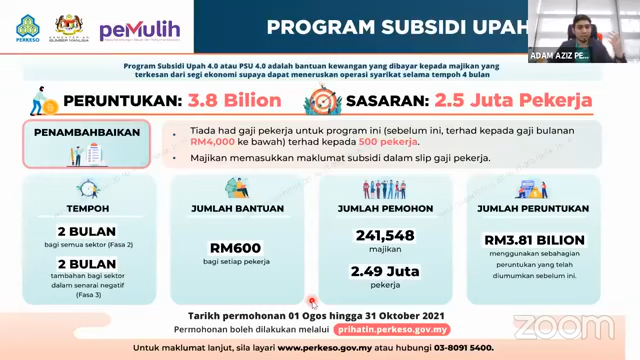 PERKESO
KEMENTERIAN
SUMBER MANUSIA
peMulih
PROGRAM SUBSIDI UPAH
ADAM AZIZ PE
Program Subsidi Upah 4.0 atau PSU 4.0 adalah bantuan kewangan yang dibayar kepada majikan yang
terkesan dari segi ekonomi supaya dapat meneruskan operasi syarikat selama tempoh 4 bulan
PERUNTUKAN: 3.8 Bilion
SASARAN: 2.5 Juta Pekerja
PENAMBAHBAIKAN
• Tiada had gaji pekerja untuk program ini (sebelum ini, terhad kepada gaji bulanan
RM4,000 ke bawah) terhad kepada 500 pekerja.
• Majikan memasukkan maklumat subsidi dalam slip gaji pekerja.
TEMPOH
2 BULAN
bagi semua sektor (Fasa 2)
2 BULAN
tambahan bagi sektor
dalam senarai negatif
(Fasa 3)
JUMLAH BANTUAN
RM600
bagi setiap pekerja
JUMLAH PEMOHON
241,548
majikan
2.49 Juta
pekerja
JUMLAH PERUNTUKAN
RM3.81 BILION
menggunakan sebahagian
peruntukan yang telah
diumumkan sebelum ini.
Tarikh permohonan 01 Ogos hingga 31 Oktober 2021
Permohonan boleh dilakukan melalui prihatin.perkeso.gov.my
Untuk maklumat lanjut, sila layari www.perkeso.gov.my atau hubungi 03-8091 5400.
zoom